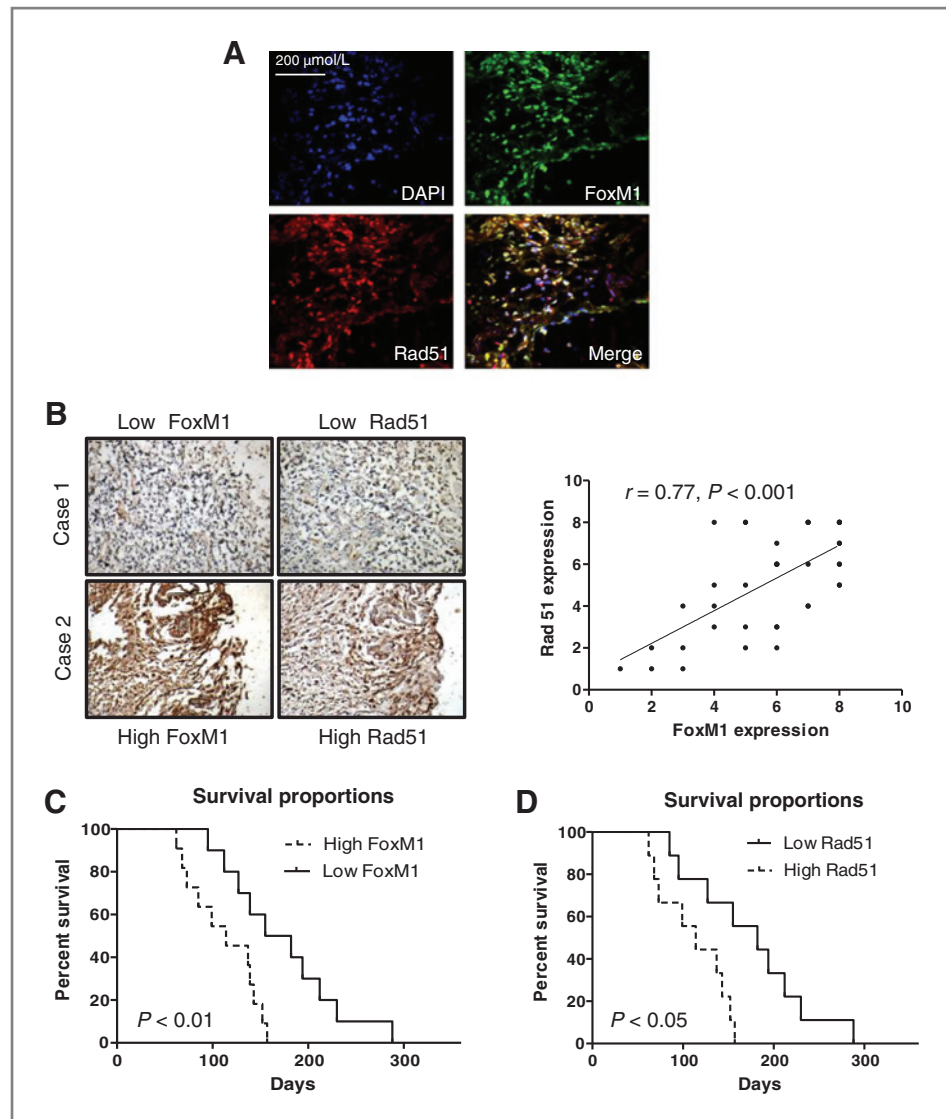 A
200 µmol/L
DAPI
FoxM1
Rad51
Merge
B
Low FoxM1
Low Rad51
Case 1
Case 2
High FoxM1
High Rad51
r = 0.77, P < 0.001
Rad 51 expression
10
8
6
4
2
0
0 2 4 6 8 10
FoxM1 expression
C
Survival proportions
High FoxM1
Low FoxM1
Percent survival
100
80
60
40
20
0
P < 0.01
0 100 200 300
Days
D
Survival proportions
Low Rad51
High Rad51
Percent survival
100
80
60
40
20
0
P < 0.05
0 100 200 300
Days